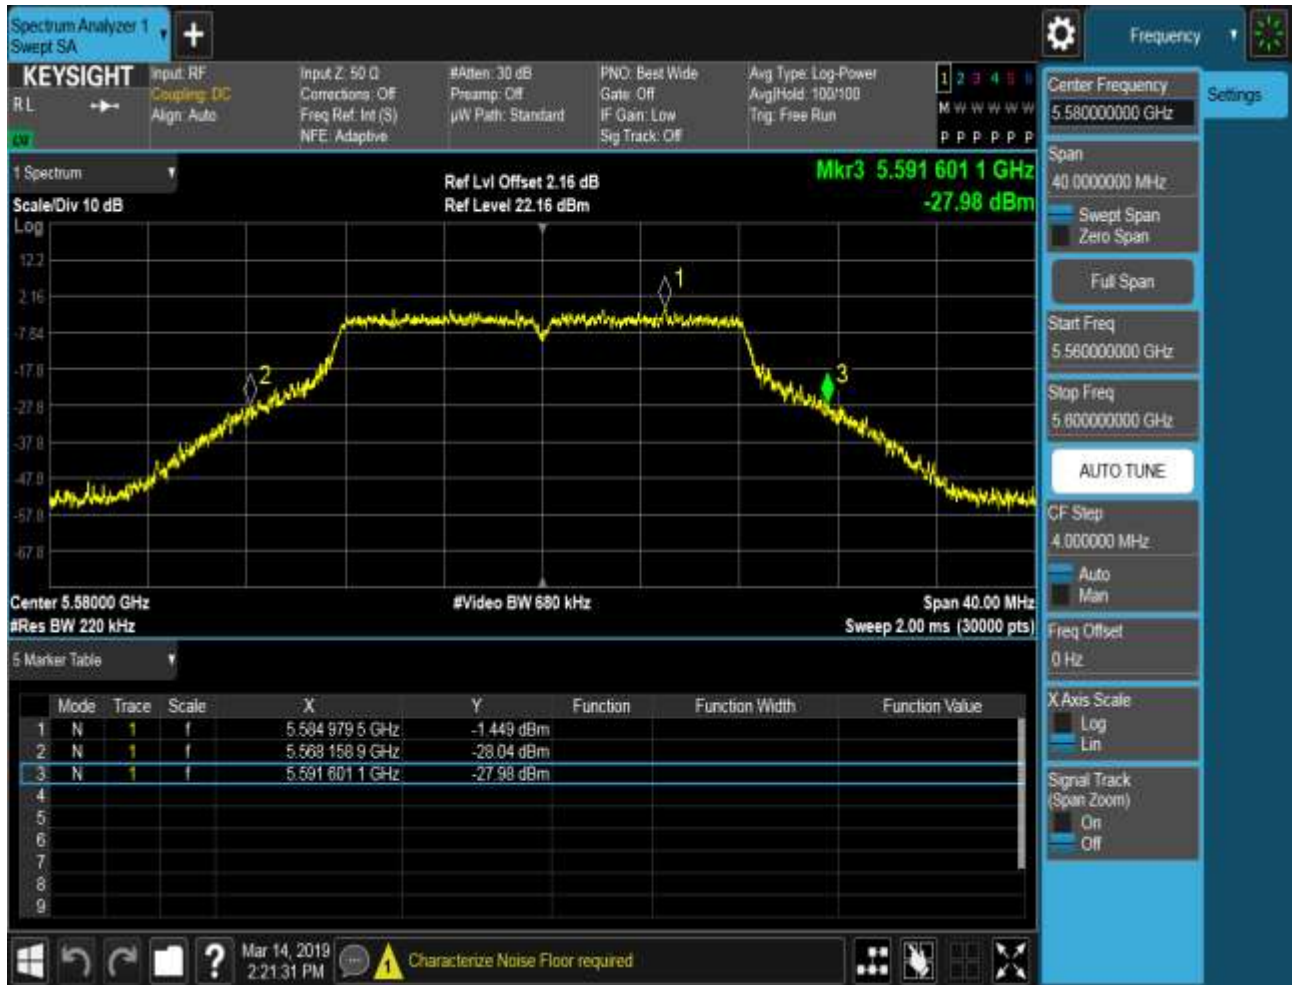 Spectrum Analyzer 1
Swept SA
Frequency
KEYSIGHT
RL
Input: RF
Coupling: DC
Align: Auto
Input Z: 50 Ω
Corrections: Off
Freq Ref: Int (S)
NFE: Adaptive
#Atten: 30 dB
Preamp: Off
µW Path: Standard
PNO: Best Wide
Gate: Off
IF Gain: Low
Sig Track: Off
Avg Type: Log-Power
Avg|Hold: 100/100
Trig: Free Run
1 2 3 4 5 6
M W W W W W
P P P P P P
1 Spectrum
Scale/Div 10 dB
Ref Lvl Offset 2.16 dB
Ref Level 22.16 dBm
Mkr3 5.591 601 1 GHz
-27.98 dBm
Log
12.2
2.16
-7.84
-17.8
-27.8
-37.8
-47.8
-57.8
-67.8
1
2
3
Center 5.58000 GHz
#Res BW 220 kHz
#Video BW 680 kHz
Span 40.00 MHz
Sweep 2.00 ms (30000 pts)
5 Marker Table
Mode Trace Scale X Y Function Function Width Function Value
1 N 1 f 5.584 979 5 GHz -1.449 dBm
2 N 1 f 5.568 158 9 GHz -28.04 dBm
3 N 1 f 5.591 601 1 GHz -27.98 dBm
4
5
6
7
8
9
Mar 14, 2019
2:21:31 PM
1
Characterize Noise Floor required
Center Frequency
5.580000000 GHz
Settings
Span
40.0000000 MHz
Swept Span
Zero Span
Full Span
Start Freq
5.560000000 GHz
Stop Freq
5.600000000 GHz
AUTO TUNE
CF Step
4.000000 MHz
Auto
Man
Freq Offset
0 Hz
X Axis Scale
Log
Lin
Signal Track
(Span Zoom)
On
Off